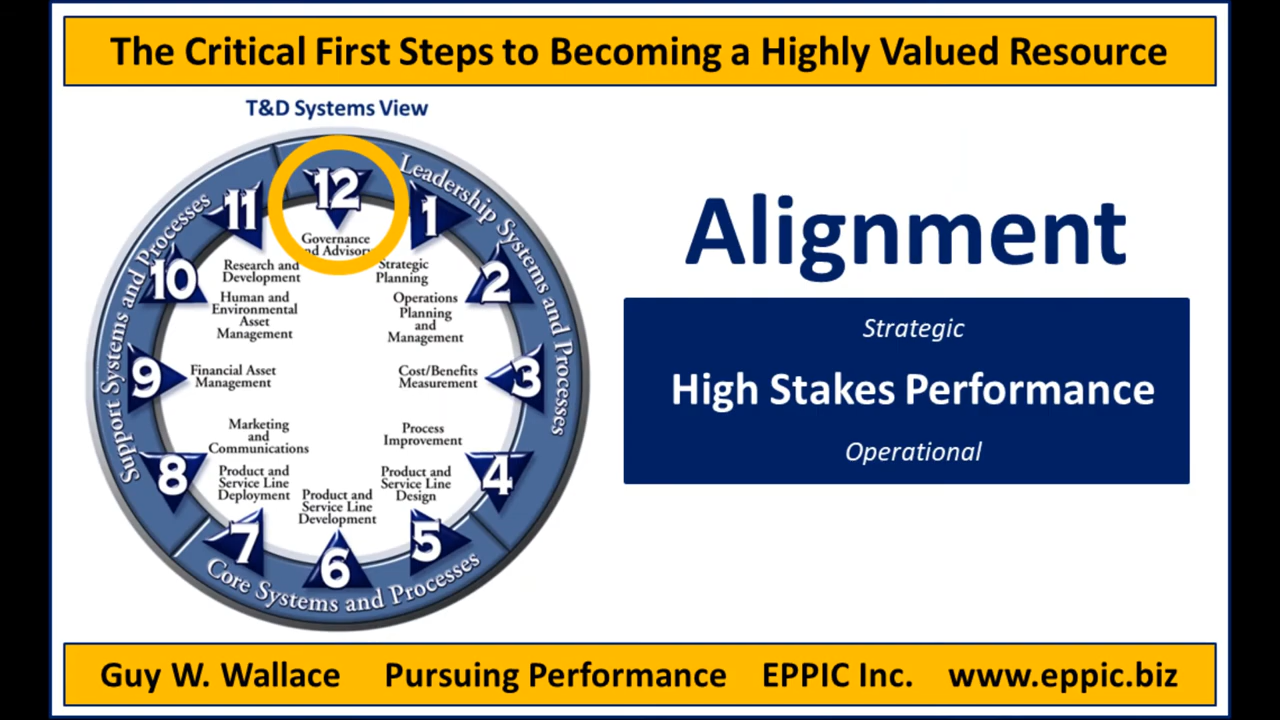 The Critical First Steps to Becoming a Highly Valued Resource
T&D Systems View
Leadership Systems and Processes
Core Systems and Processes
Support Systems and Processes
12
Governance
and Advisory
1
Strategic
Planning
2
Operations
Planning
and
Management
3
Cost/Benefits
Measurement
4
Process
Improvement
5
Product and
Service Line
Design
6
Product and
Service Line
Development
7
Product and
Service Line
Deployment
8
Marketing
and
Communications
9
Financial Asset
Management
10
Human and
Environmental
Asset
Management
11
Research and
Development
Alignment
Strategic
High Stakes Performance
Operational
Guy W. Wallace Pursuing Performance EPPIC Inc. www.eppic.biz